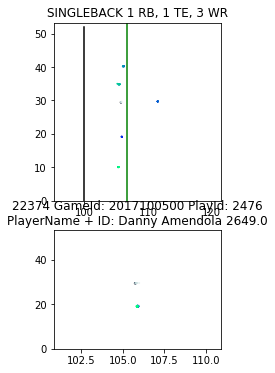 SINGLEBACK 1 RB, 1 TE, 3 WR
50
40
30
20
10
0
100 110 120
22374 GameId: 2017100500 PlayId: 2476
PlayerName + ID: Danny Amendola 2649.0
40
20
0
102.5 105.0 107.5 110.0